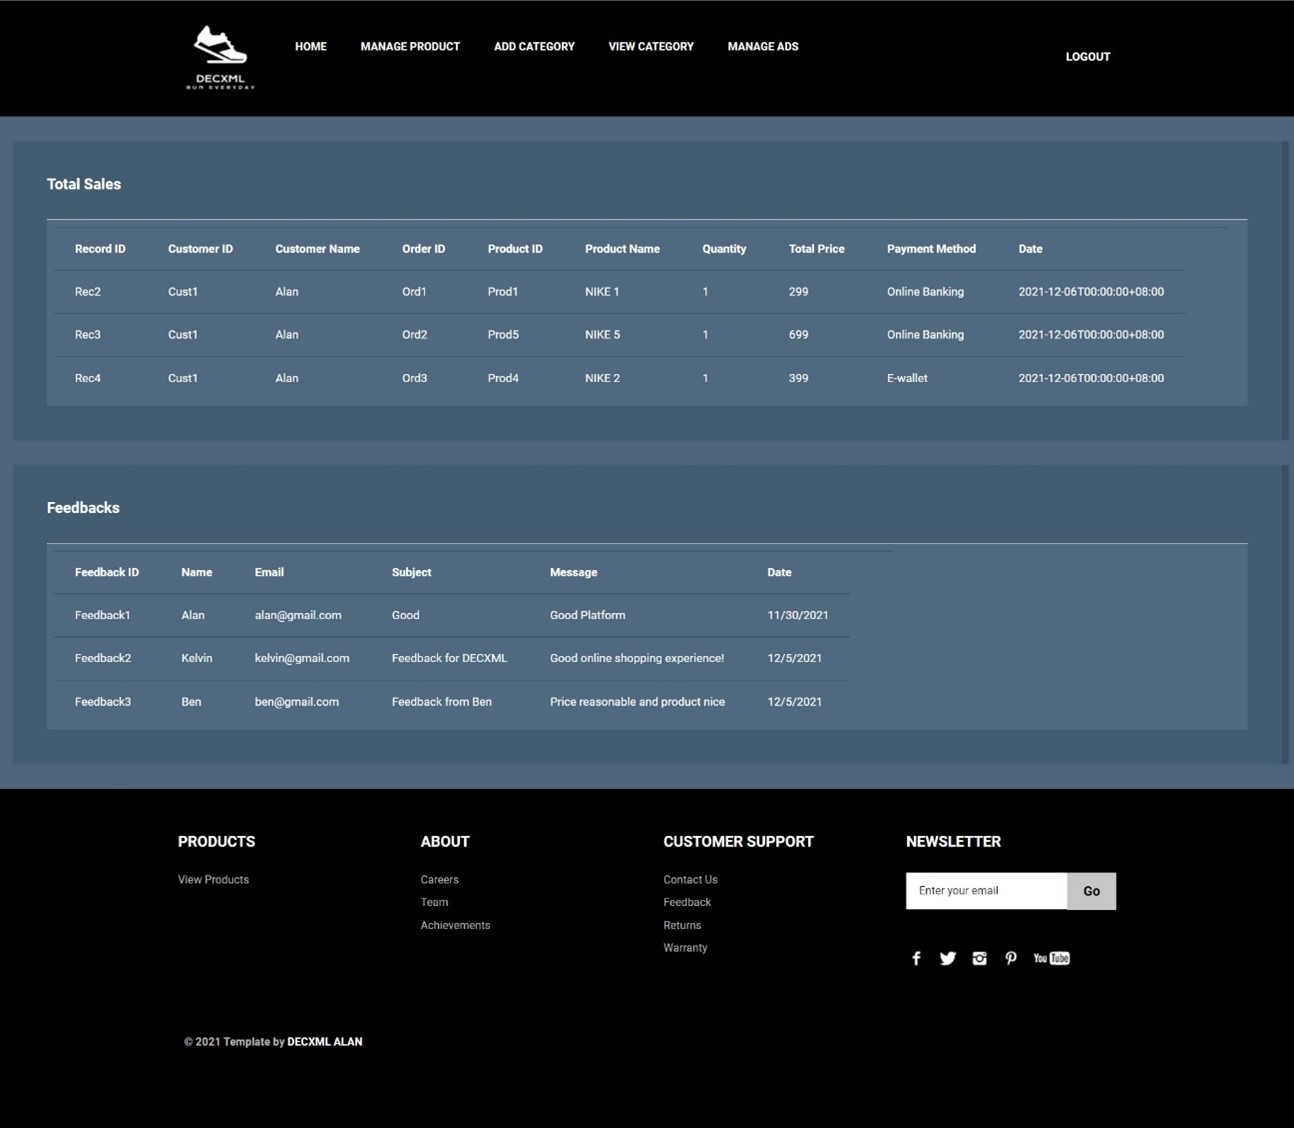 DECXML
RUN EVERYDAY
HOME MANAGE PRODUCT ADD CATEGORY VIEW CATEGORY MANAGE ADS
LOGOUT
Total Sales
Record ID Customer ID Customer Name Order ID Product ID Product Name Quantity Total Price Payment Method Date
Rec2 Cust1 Alan Ord1 Prod1 NIKE 1 1 299 Online Banking 2021-12-06T00:00:00+08:00
Rec3 Cust1 Alan Ord2 Prod5 NIKE 5 1 699 Online Banking 2021-12-06T00:00:00+08:00
Rec4 Cust1 Alan Ord3 Prod4 NIKE 2 1 399 E-wallet 2021-12-06T00:00:00+08:00
Feedbacks
Feedback ID Name Email Subject Message Date
Feedback1 Alan alan@gmail.com Good Good Platform 11/30/2021
Feedback2 Kelvin kelvin@gmail.com Feedback for DECXML Good online shopping experience! 12/5/2021
Feedback3 Ben ben@gmail.com Feedback from Ben Price reasonable and product nice 12/5/2021
PRODUCTS
View Products
ABOUT
Careers
Team
Achievements
CUSTOMER SUPPORT
Contact Us
Feedback
Returns
Warranty
NEWSLETTER
Enter your email Go
You Tube
© 2021 Template by DECXML ALAN